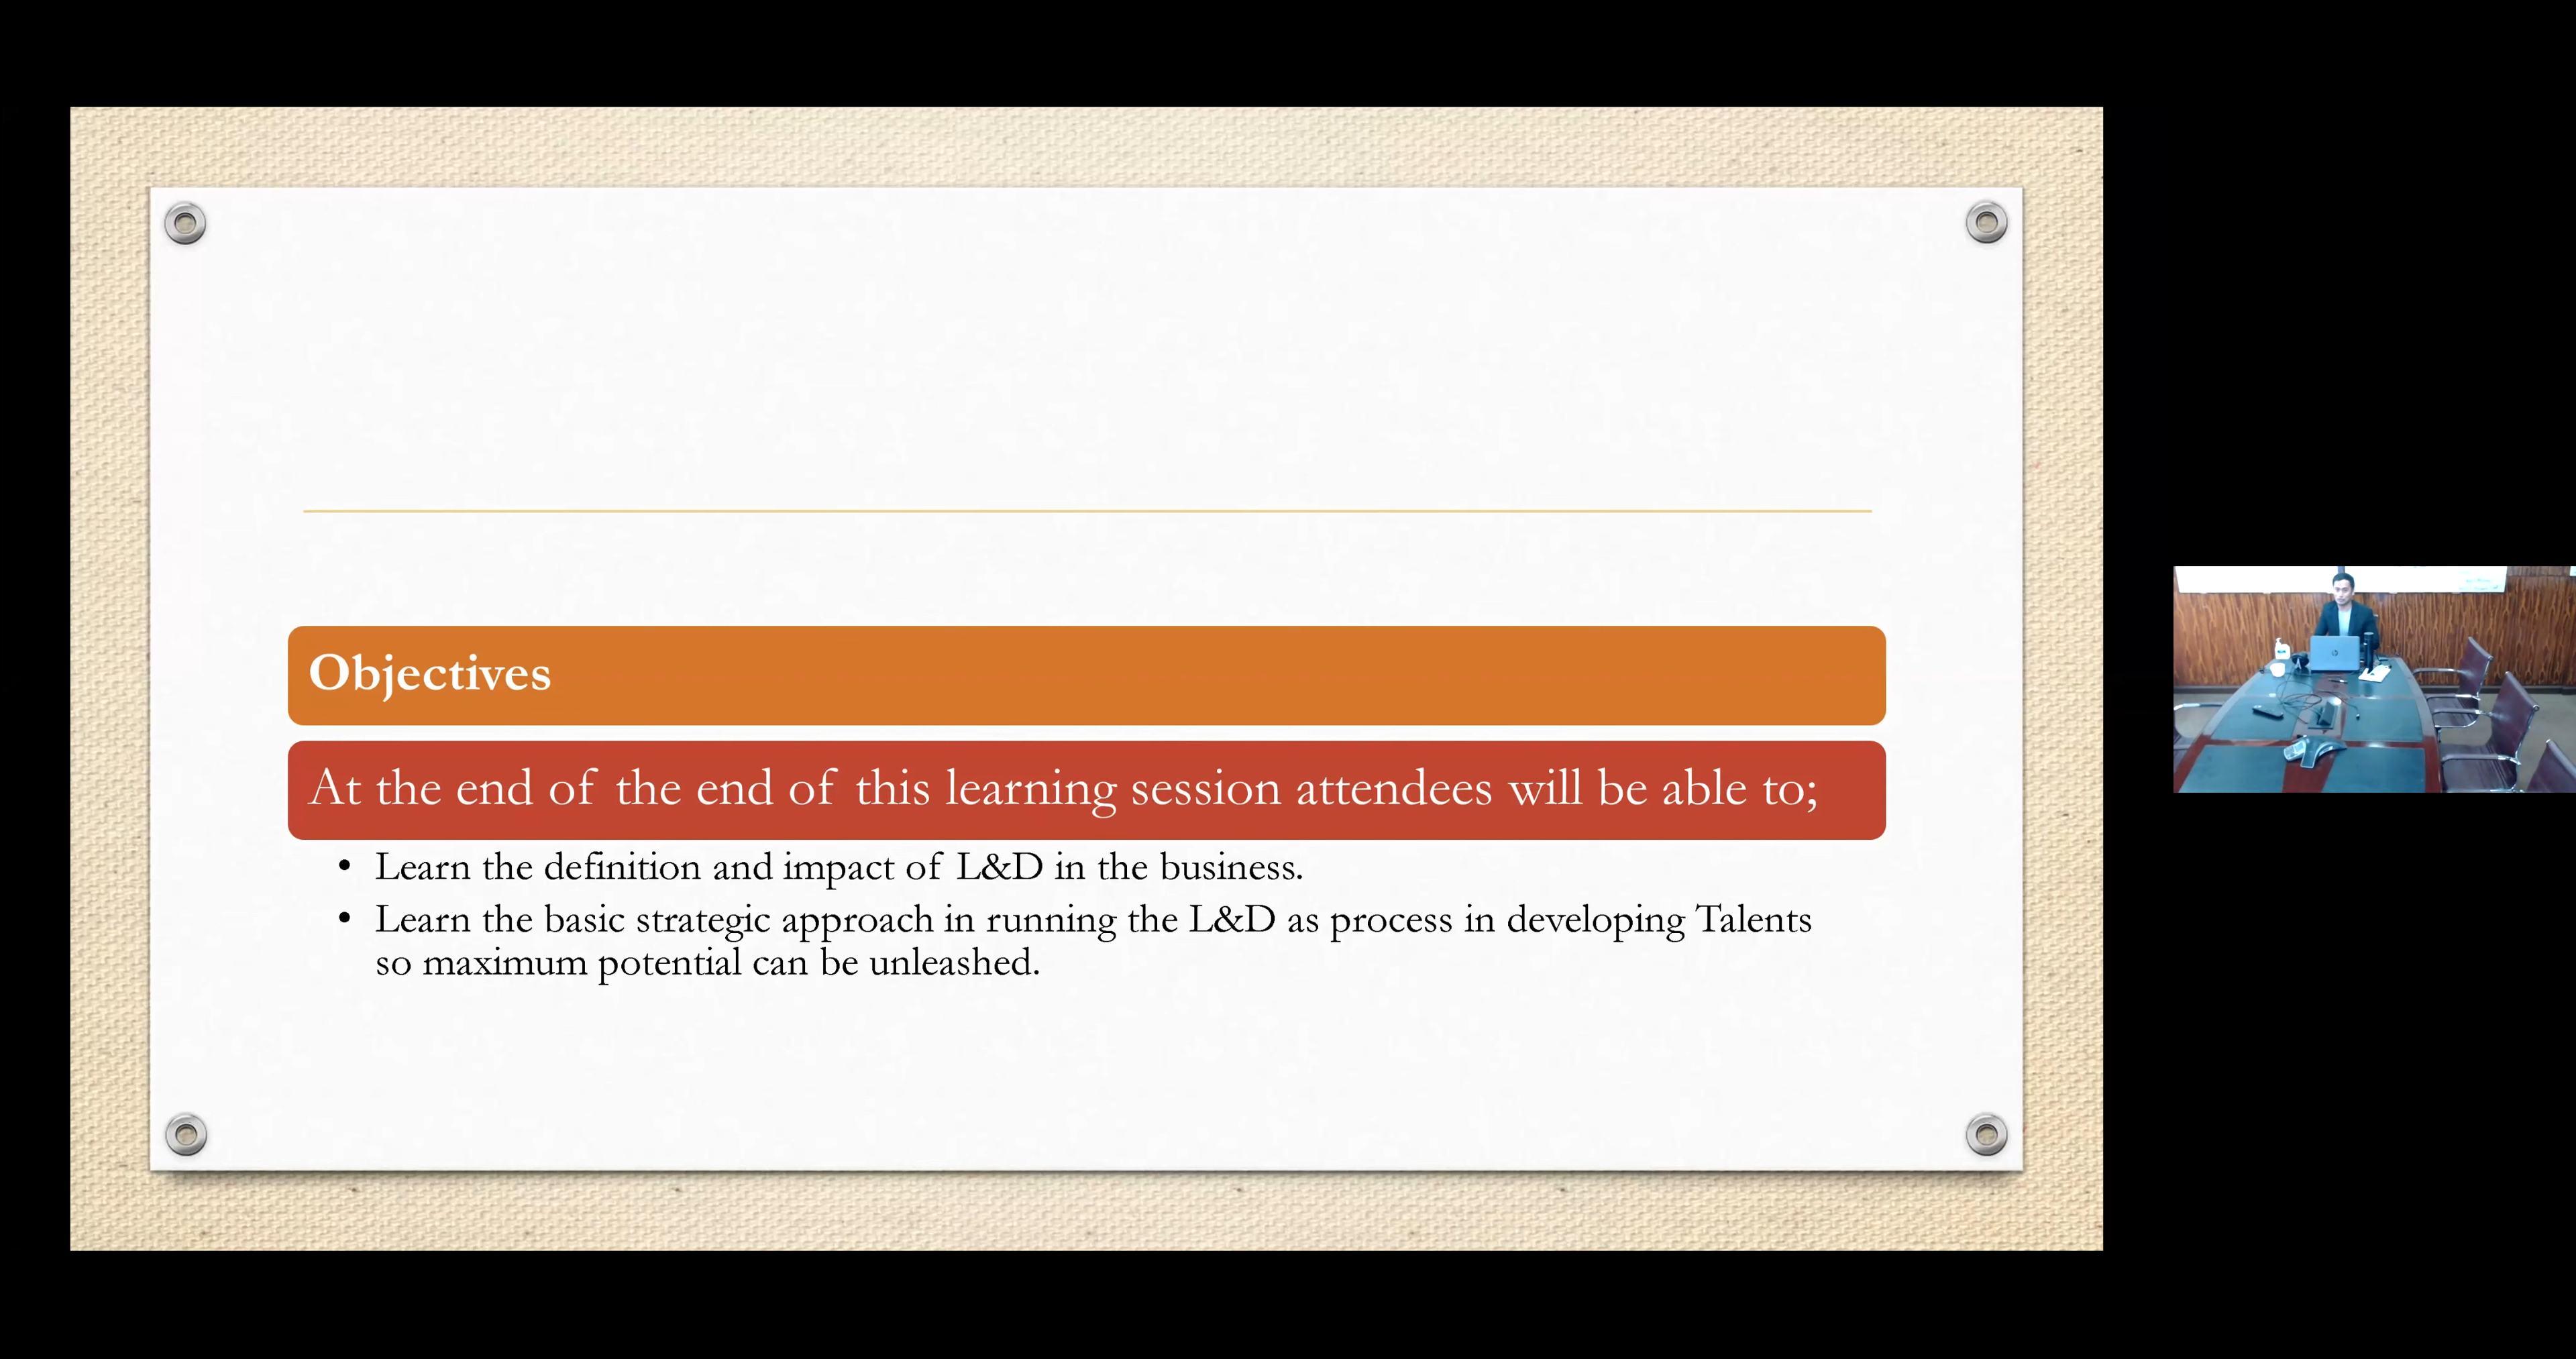 Objectives
At the end of the end of this learning session attendees will be able to;
• Learn the definition and impact of L&D in the business.
• Learn the basic strategic approach in running the L&D as process in developing Talents
so maximum potential can be unleashed.